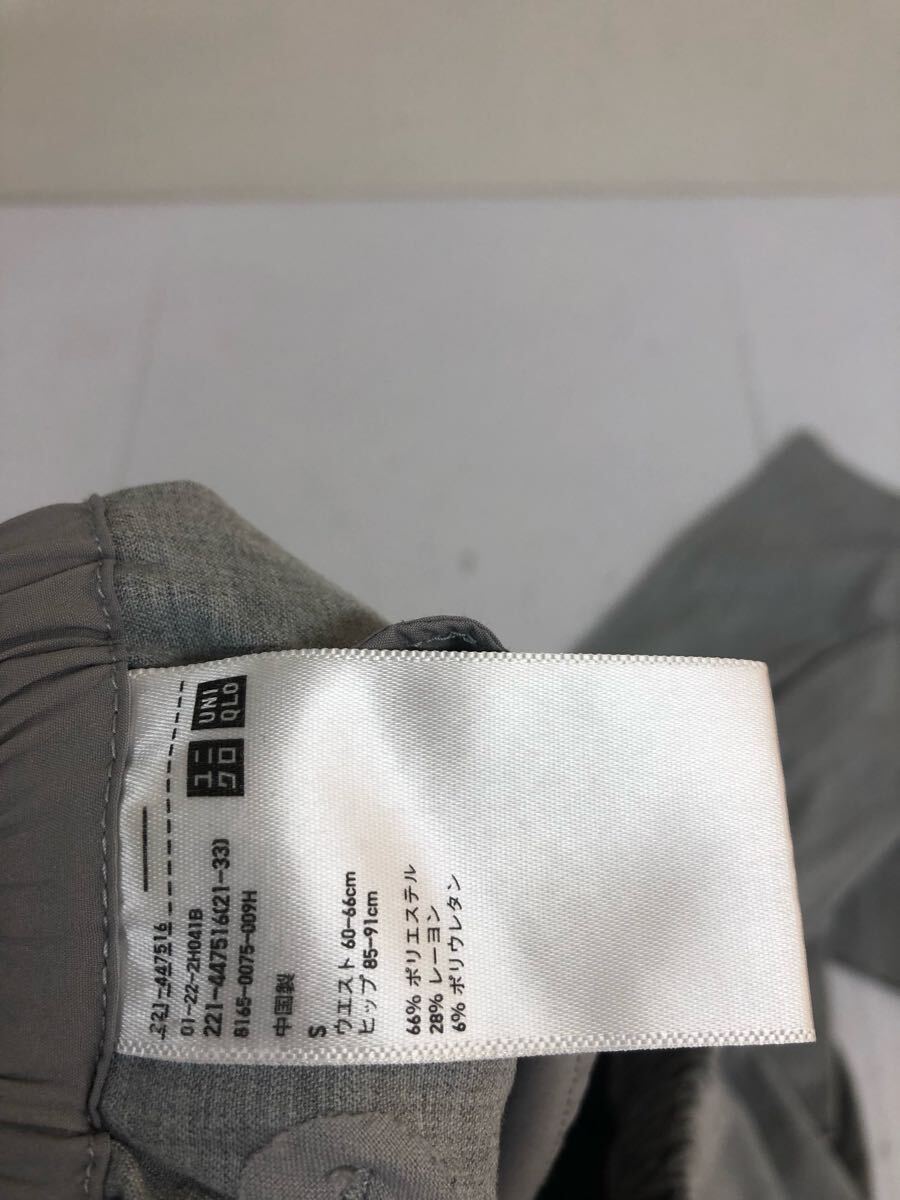 221-447516
ユニクロ
UNIQLO
01-22-2H041B
221-447516(21-33)
8165-0075-009H
中国製
S
ウエスト 60-66cm
ヒップ 85-91cm
66% ポリエステル
28% レーヨン
6% ポリウレタン